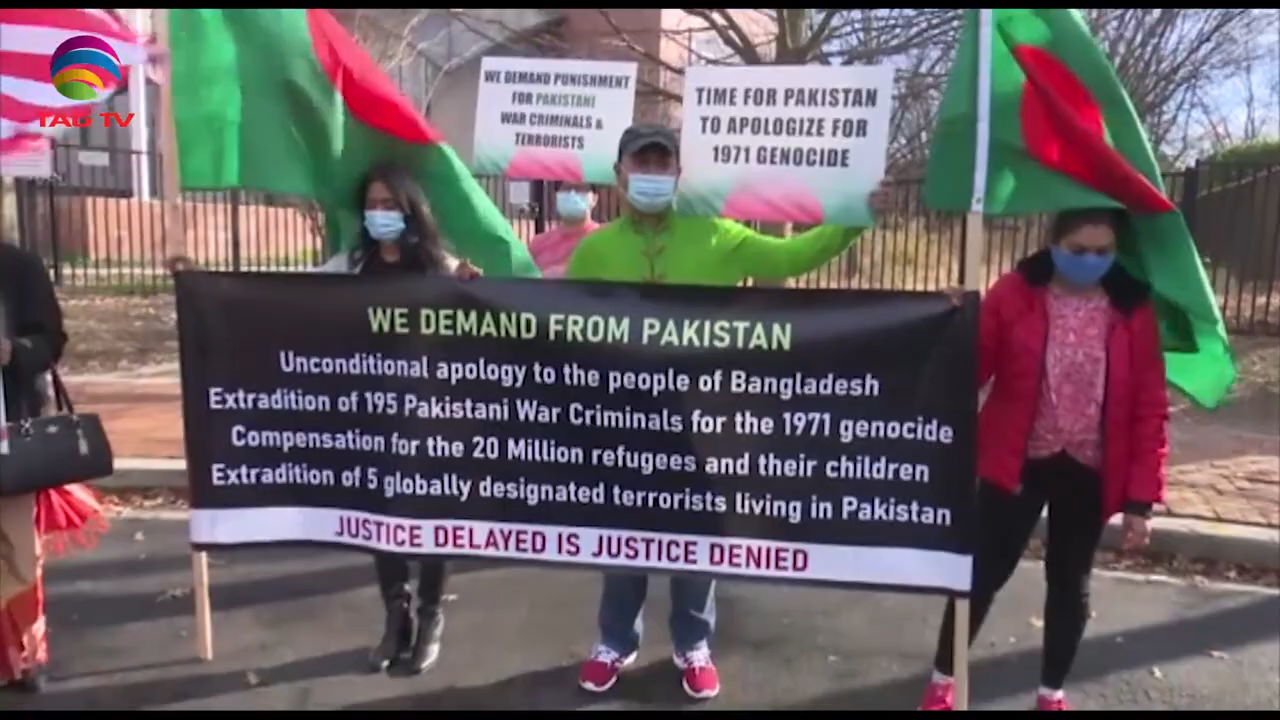 TAG TV
WE DEMAND PUNISHMENT
FOR PAKISTANI
WAR CRIMINALS &
TERRORISTS
TIME FOR PAKISTAN
TO APOLOGIZE FOR
1971 GENOCIDE
WE DEMAND FROM PAKISTAN
Unconditional apology to the people of Bangladesh
Extradition of 195 Pakistani War Criminals for the 1971 genocide
Compensation for the 20 Million refugees and their children
Extradition of 5 globally designated terrorists living in Pakistan
JUSTICE DELAYED IS JUSTICE DENIED